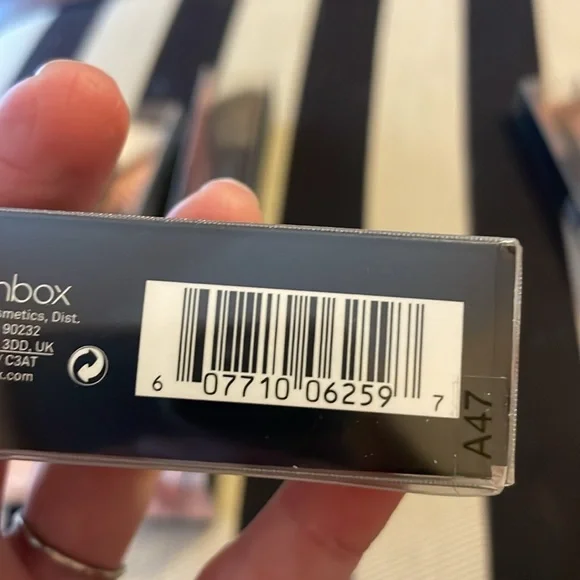 nbox
smetics, Dist.
90232
3DD, UK
C3AT
x.com
6 07710 06259 7
A47